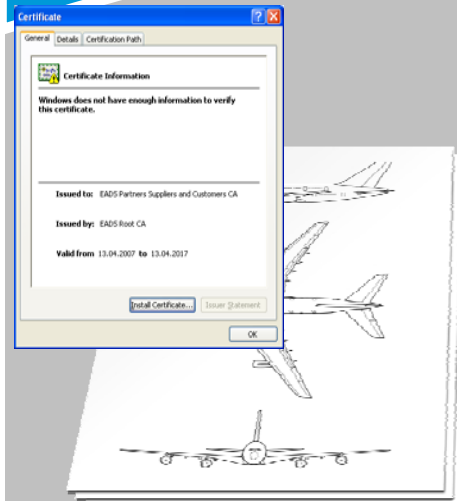 Certificate
General Details Certification Path
Certificate Information
Windows does not have enough information to verify
this certificate.
Issued to: EADS Partners Suppliers and Customers CA
Issued by: EADS Root CA
Valid from 13.04.2007 to 13.04.2017
Install Certificate... Issuer Statement
OK